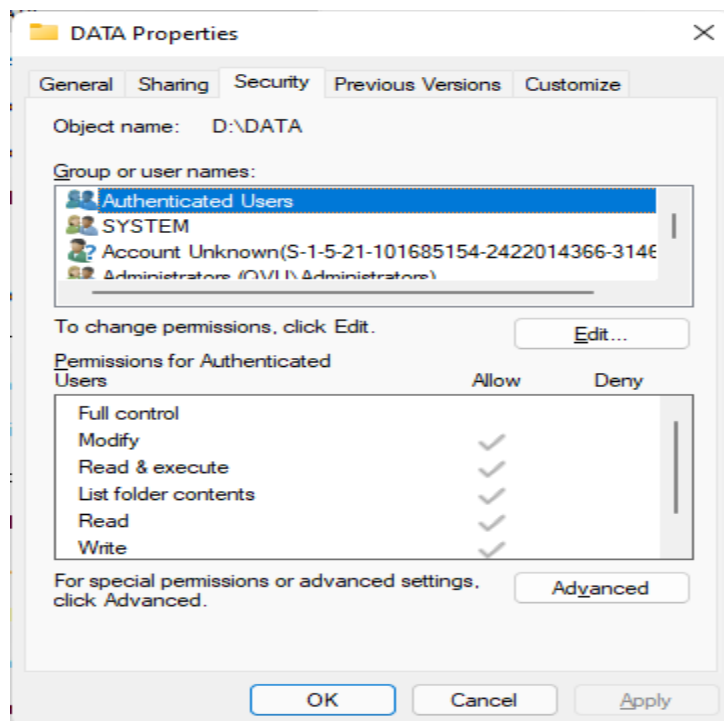 DATA Properties
General Sharing Security Previous Versions Customize
Object name: D:\DATA
Group or user names:
Authenticated Users
SYSTEM
Account Unknown(S-1-5-21-101685154-2422014366-3146
Administrators (OVU\Administrators)
To change permissions, click Edit.
Edit...
Permissions for Authenticated
Users Allow Deny
Full control
Modify
Read & execute
List folder contents
Read
Write
For special permissions or advanced settings,
click Advanced.
Advanced
OK Cancel Apply